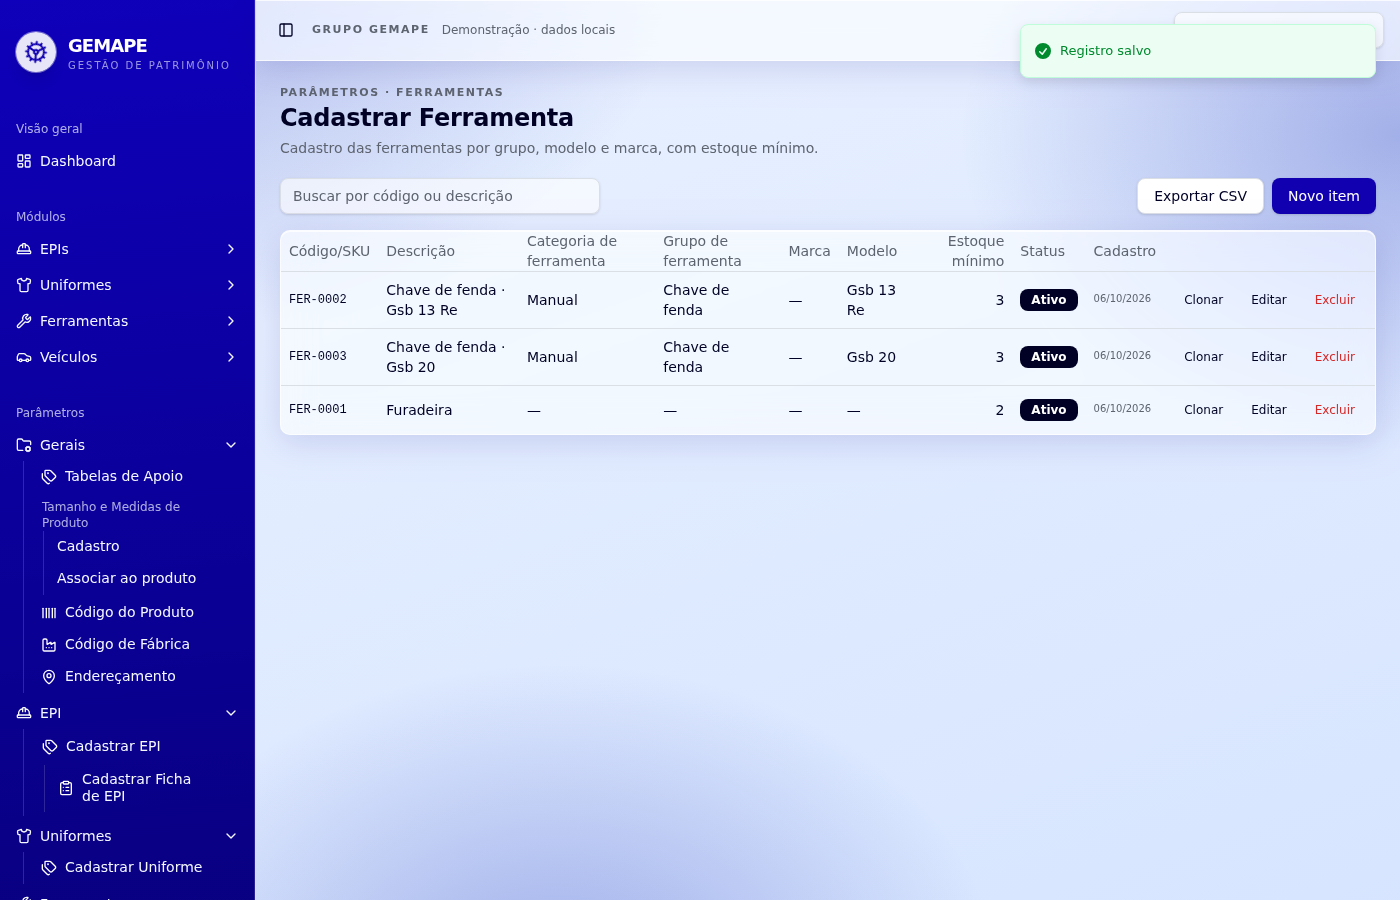 GEMAPE
GESTÃO DE PATRIMÔNIO
Visão geral
Dashboard
Módulos
EPIs
Uniformes
Ferramentas
Veículos
Parâmetros
Gerais
Tabelas de Apoio
Tamanho e Medidas de
Produto
Cadastro
Associar ao produto
Código do Produto
Código de Fábrica
Endereçamento
EPI
Cadastrar EPI
Cadastrar Ficha
de EPI
Uniformes
Cadastrar Uniforme
GRUPO GEMAPE Demonstração · dados locais
Registro salvo
PARÂMETROS · FERRAMENTAS
Cadastrar Ferramenta
Cadastro das ferramentas por grupo, modelo e marca, com estoque mínimo.
Buscar por código ou descrição Exportar CSV Novo item
Código/SKU Descrição Categoria de ferramenta Grupo de ferramenta Marca Modelo Estoque mínimo Status Cadastro
FER-0002 Chave de fenda · Gsb 13 Re Manual Chave de fenda — Gsb 13 Re 3 Ativo 06/10/2026 Clonar Editar Excluir
FER-0003 Chave de fenda · Gsb 20 Manual Chave de fenda — Gsb 20 3 Ativo 06/10/2026 Clonar Editar Excluir
FER-0001 Furadeira — — — — 2 Ativo 06/10/2026 Clonar Editar Excluir